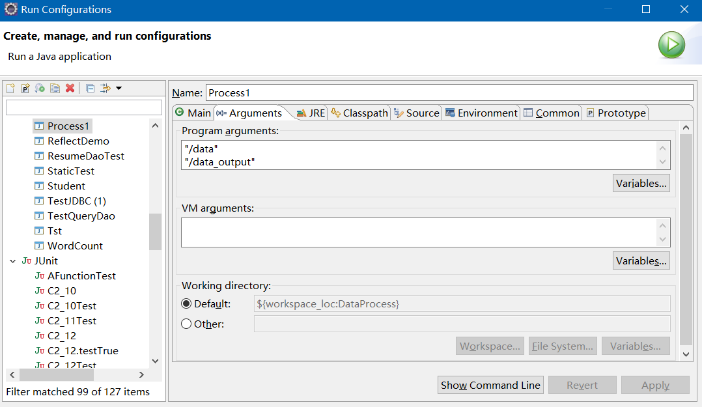 Run Configurations
Create, manage, and run configurations
Run a Java application
Process1
ReflectDemo
ResumeDaoTest
StaticTest
Student
TestJDBC (1)
TestQueryDao
Tst
WordCount
JUnit
AFunctionTest
C2_10
C2_10Test
C2_11Test
C2_12
C2_12.testTrue
C2_12Test
Filter matched 99 of 127 items
Name: Process1
Main Arguments JRE Classpath Source Environment Common Prototype
Program arguments:
"/data"
"/data_output"
Variables...
VM arguments:
Variables...
Working directory:
Default: ${workspace_loc:DataProcess}
Other:
Workspace... File System... Variables...
Show Command Line Revert Apply